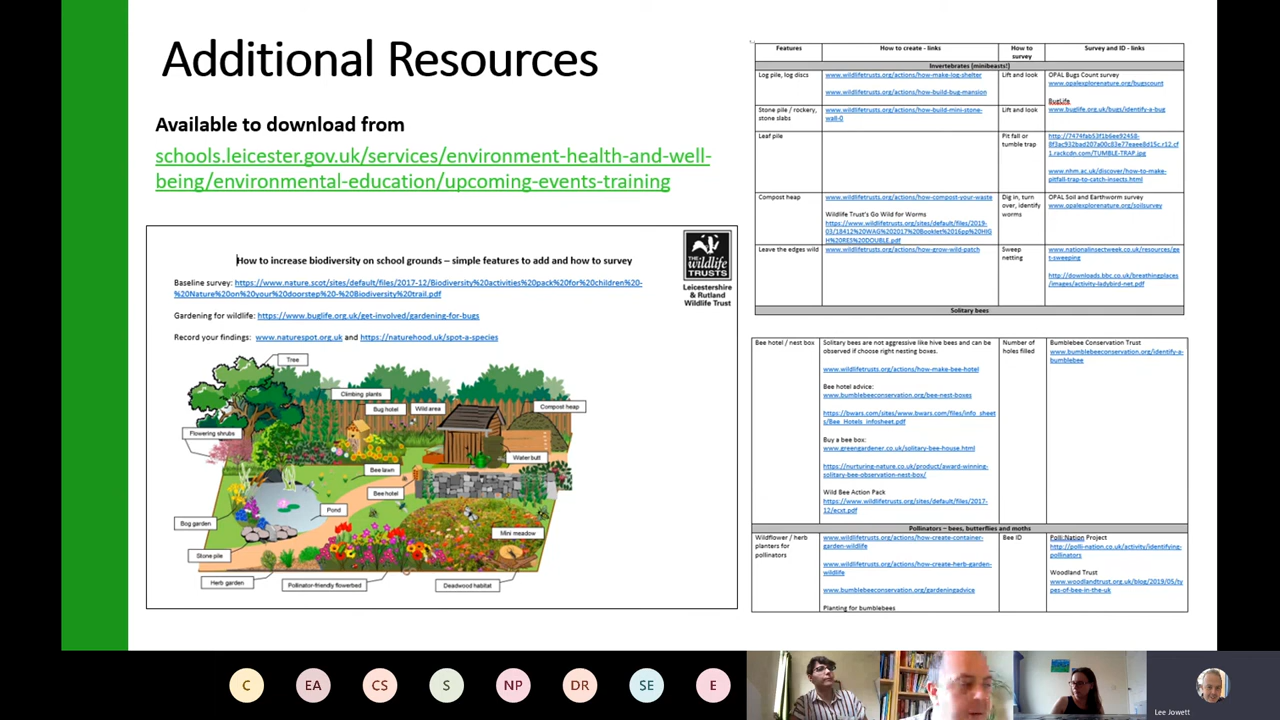 Additional Resources
Available to download from
schools.leicester.gov.uk/services/environment-health-and-well-
being/environmental-education/upcoming-events-training
How to increase biodiversity on school grounds – simple features to add and how to survey
THE
wildlife
TRUSTS
Leicestershire
& Rutland
Wildlife Trust
Baseline survey: https://www.nature.scot/sites/default/files/2017-12/Biodiversity%20activities%20pack%20for%20children%20-
%20Nature%20on%20your%20doorstep%20-%20Biodiversity%20trail.pdf
Gardening for wildlife: https://www.buglife.org.uk/get-involved/gardening-for-bugs
Record your findings: www.naturespot.org.uk and https://naturehood.uk/spot-a-species
Tree
Climbing plants
Bug hotel
Wild area
Compost heap
Flowering shrubs
Water butt
Bee lawn
Bee hotel
Pond
Bog garden
Mini meadow
Stone pile
Herb garden
Pollinator-friendly flowerbed
Deadwood habitat
Features
How to create - links
How to
survey
Survey and ID - links
Invertebrates (minibeasts!)
Log pile, log discs
www.wildlifetrusts.org/actions/how-make-log-shelter
www.wildlifetrusts.org/actions/how-build-bug-mansion
Lift and look
OPAL Bugs Count survey
www.opalexplorenature.org/bugscount
BugLife
www.buglife.org.uk/bugs/identify-a-bug
Stone pile / rockery,
stone slabs
www.wildlifetrusts.org/actions/how-build-mini-stone-
wall-0
Lift and look
Leaf pile
Pit fall or
tumble trap
www.nhm.ac.uk/discover/how-to-make-
pitfall-trap-to-catch-insects.html
Compost heap
www.wildlifetrusts.org/actions/how-compost-your-waste
Wildlife Trust's Go Wild for Worms
https://www.wildlifetrusts.org/sites/default/files/2019-
03/18412%20WAG%202017%20Booklet%2016pp%20HIG
H%20RES%20DOUBLE.pdf
Dig in, turn
over, identify
worms
OPAL Soil and Earthworm survey
www.opalexplorenature.org/soilsurvey
Leave the edges wild
www.wildlifetrusts.org/actions/how-grow-wild-patch
Sweep
netting
www.nationalinsectweek.co.uk/resources/ge
t-sweeping
http://downloads.bbc.co.uk/breathingplaces
/images/activity-ladybird-net.pdf
Solitary bees
Bee hotel / nest box
Solitary bees are not aggressive like hive bees and can be
observed if choose right nesting boxes.
www.wildlifetrusts.org/actions/how-make-bee-hotel
Bee hotel advice:
www.bumblebeeconservation.org/bee-nest-boxes
https://bwars.com/sites/www.bwars.com/files/info_sheet
s/Bee_Hotels_infosheet.pdf
Buy a bee box:
www.greengardener.co.uk/solitary-bee-house.html
https://nurturing-nature.co.uk/product/award-winning-
solitary-bee-observation-nest-box/
Wild Bee Action Pack
https://www.wildlifetrusts.org/sites/default/files/2017-
12/ecxt.pdf
Number of
holes filled
Bumblebee Conservation Trust
www.bumblebeeconservation.org/identify-a-
bumblebee
Pollinators – bees, butterflies and moths
Wildflower / herb
planters for
pollinators
www.wildlifetrusts.org/actions/how-create-container-
garden-wildlife
www.wildlifetrusts.org/actions/how-create-herb-garden-
wildlife
www.bumblebeeconservation.org/gardeningadvice
Planting for bumblebees
Bee ID
Polli:Nation Project
http://polli-nation.co.uk/activity/identifying-
pollinators
Woodland Trust
www.woodlandtrust.org.uk/blog/2019/05/ty
pes-of-bee-in-the-uk
C
EA
CS
S
NP
DR
SE
E
Lee Jowett